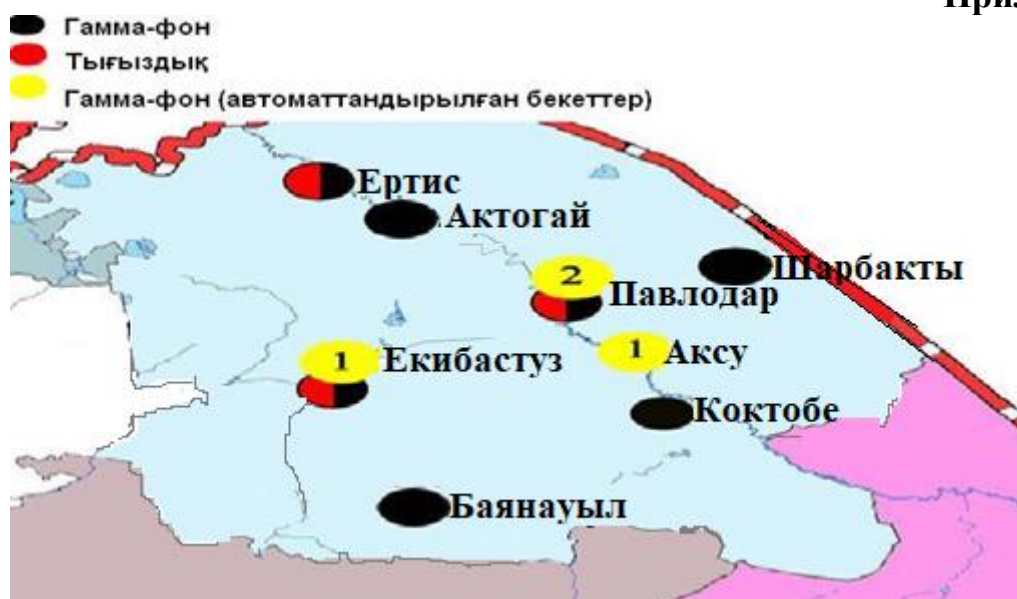 Гамма-фон
Тығыздық
Гамма-фон (автоматтандырылған бекеттер)
Ертис
Актогай
Шарбакты
2
Павлодар
1
Аксу
1
Екибастуз
Коктобе
Баянауыл